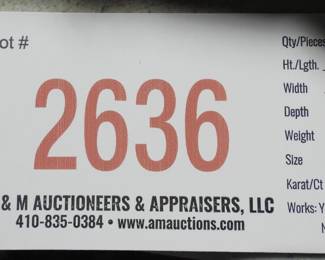 ot #
2636
& M AUCTIONEERS & APPRAISERS, LLC
410-835-0384 • www.amauctions.com
Qty/Pieces
Ht./Lgth.
Width
Depth
Weight
Size
Karat/Ct
Works: Y
N